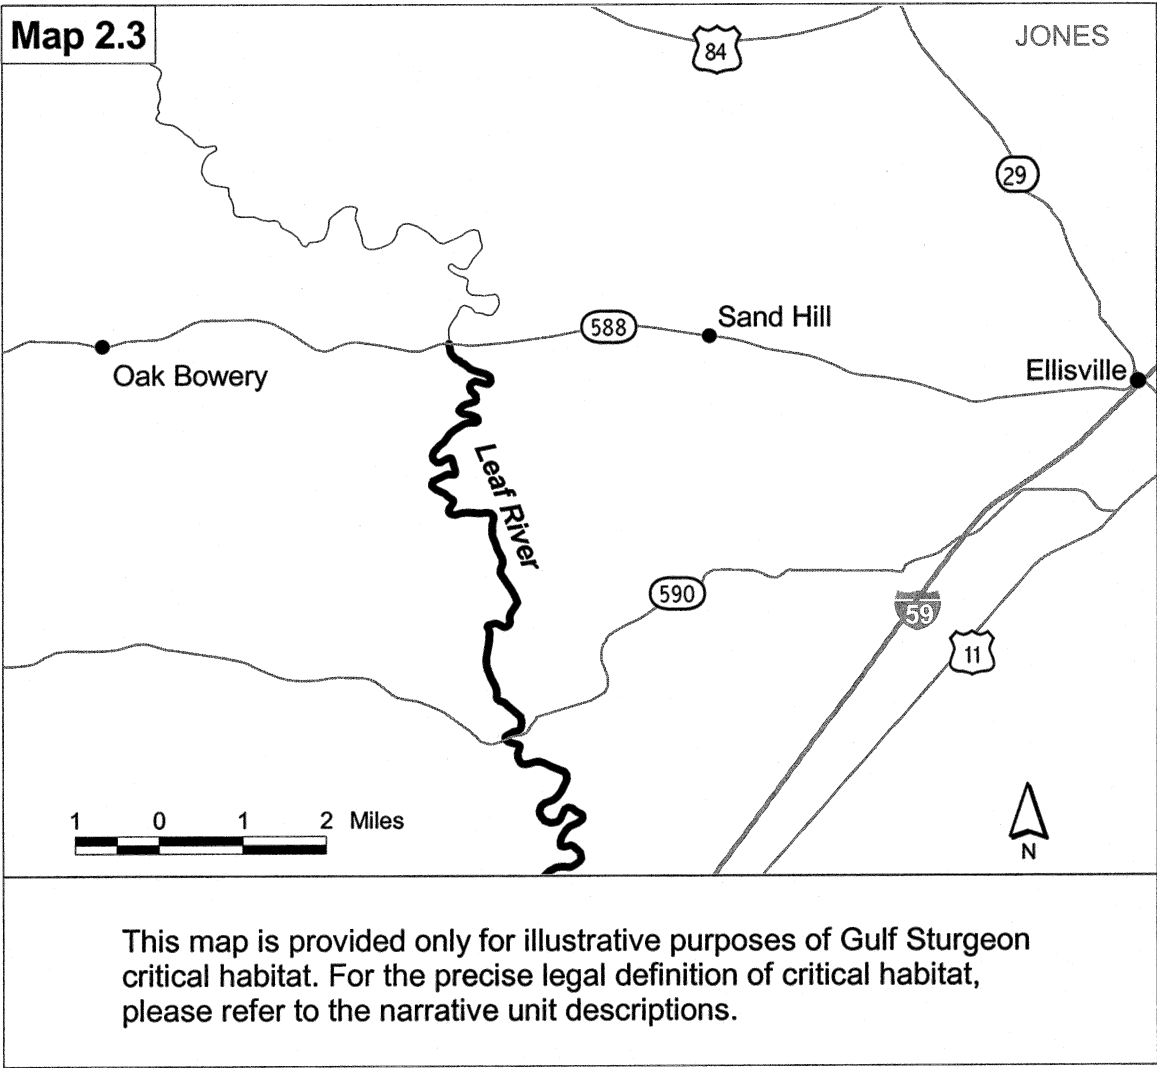 Map 2.3
84
JONES
29
588
Sand Hill
Ellisville
Oak Bowery
Leaf River
590
59
11
1 0 1 2 Miles
N
This map is provided only for illustrative purposes of Gulf Sturgeon
critical habitat. For the precise legal definition of critical habitat,
please refer to the narrative unit descriptions.